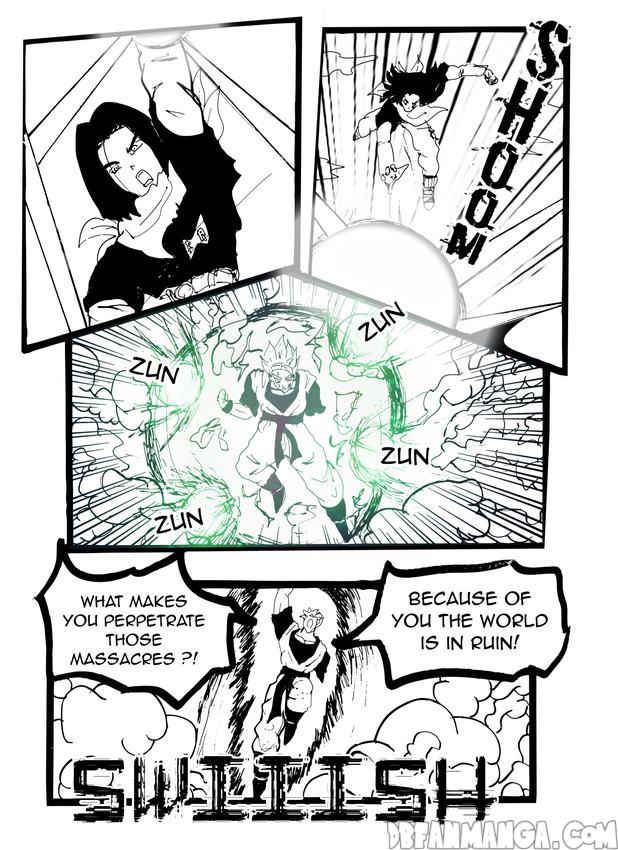 SHOOM
ZUN
ZUN
ZUN
ZUN
WHAT MAKES
YOU PERPETRATE
THOSE
MASSACRES ?!
BECAUSE OF
YOU THE WORLD
IS IN RUIN!
SWIIISH
DBFANMANGA.COM